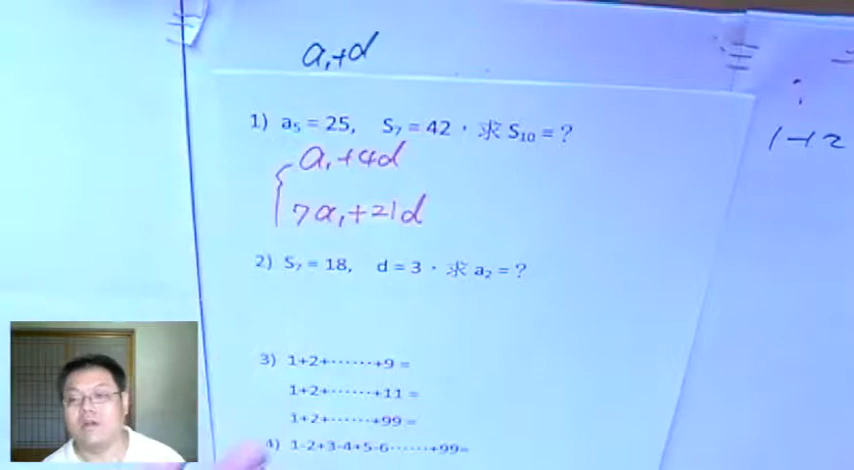 a₁+d
1) a₅ = 25, S₇ = 42，求 S₁₀ = ?
a₁+4d
7a₁+21d
2) S₇ = 18, d = 3，求 a₂ = ?
3) 1+2+⋯⋯+9 =
1+2+⋯⋯+11 =
1+2+⋯⋯+99 =
4) 1-2+3-4+5-6⋯⋯+99=
1+2